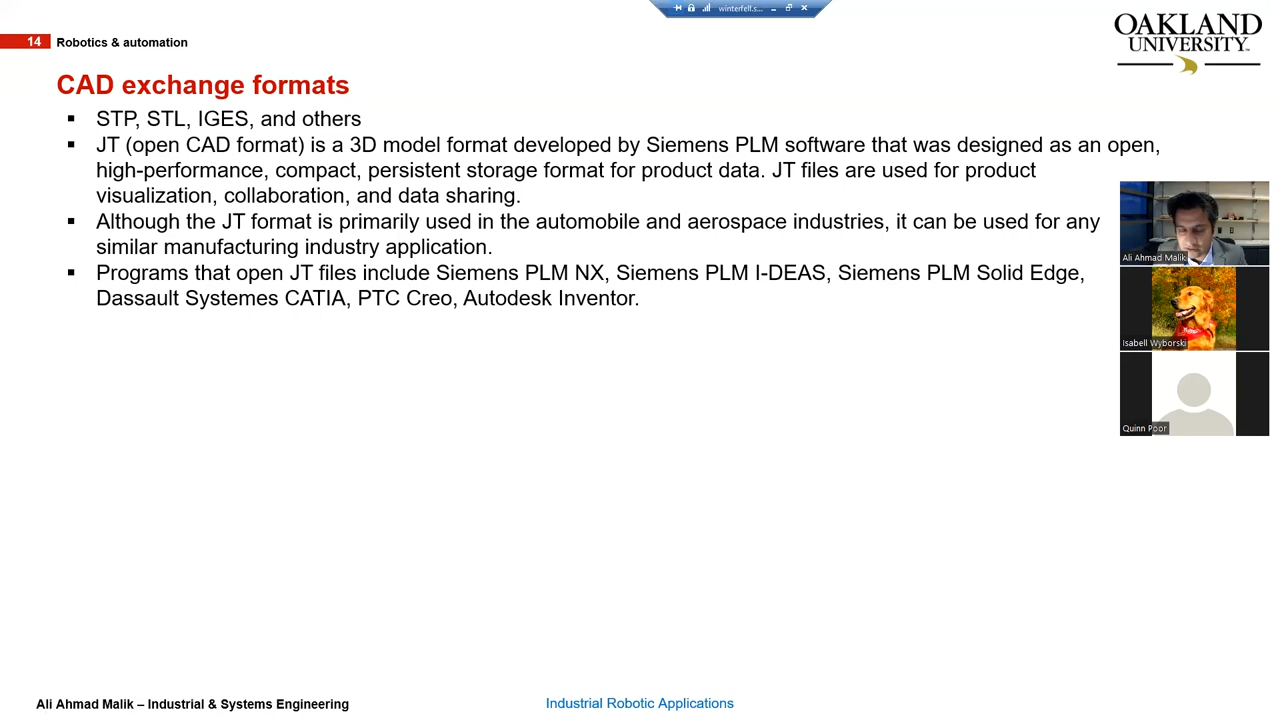 winterfell.s...
OAKLAND
UNIVERSITY
14 Robotics & automation
CAD exchange formats
▪ STP, STL, IGES, and others
▪ JT (open CAD format) is a 3D model format developed by Siemens PLM software that was designed as an open,
high-performance, compact, persistent storage format for product data. JT files are used for product
visualization, collaboration, and data sharing.
▪ Although the JT format is primarily used in the automobile and aerospace industries, it can be used for any
similar manufacturing industry application.
▪ Programs that open JT files include Siemens PLM NX, Siemens PLM I-DEAS, Siemens PLM Solid Edge,
Dassault Systemes CATIA, PTC Creo, Autodesk Inventor.
Ali Ahmad Malik
Isabell Wyborski
Quinn Poor
Ali Ahmad Malik – Industrial & Systems Engineering
Industrial Robotic Applications